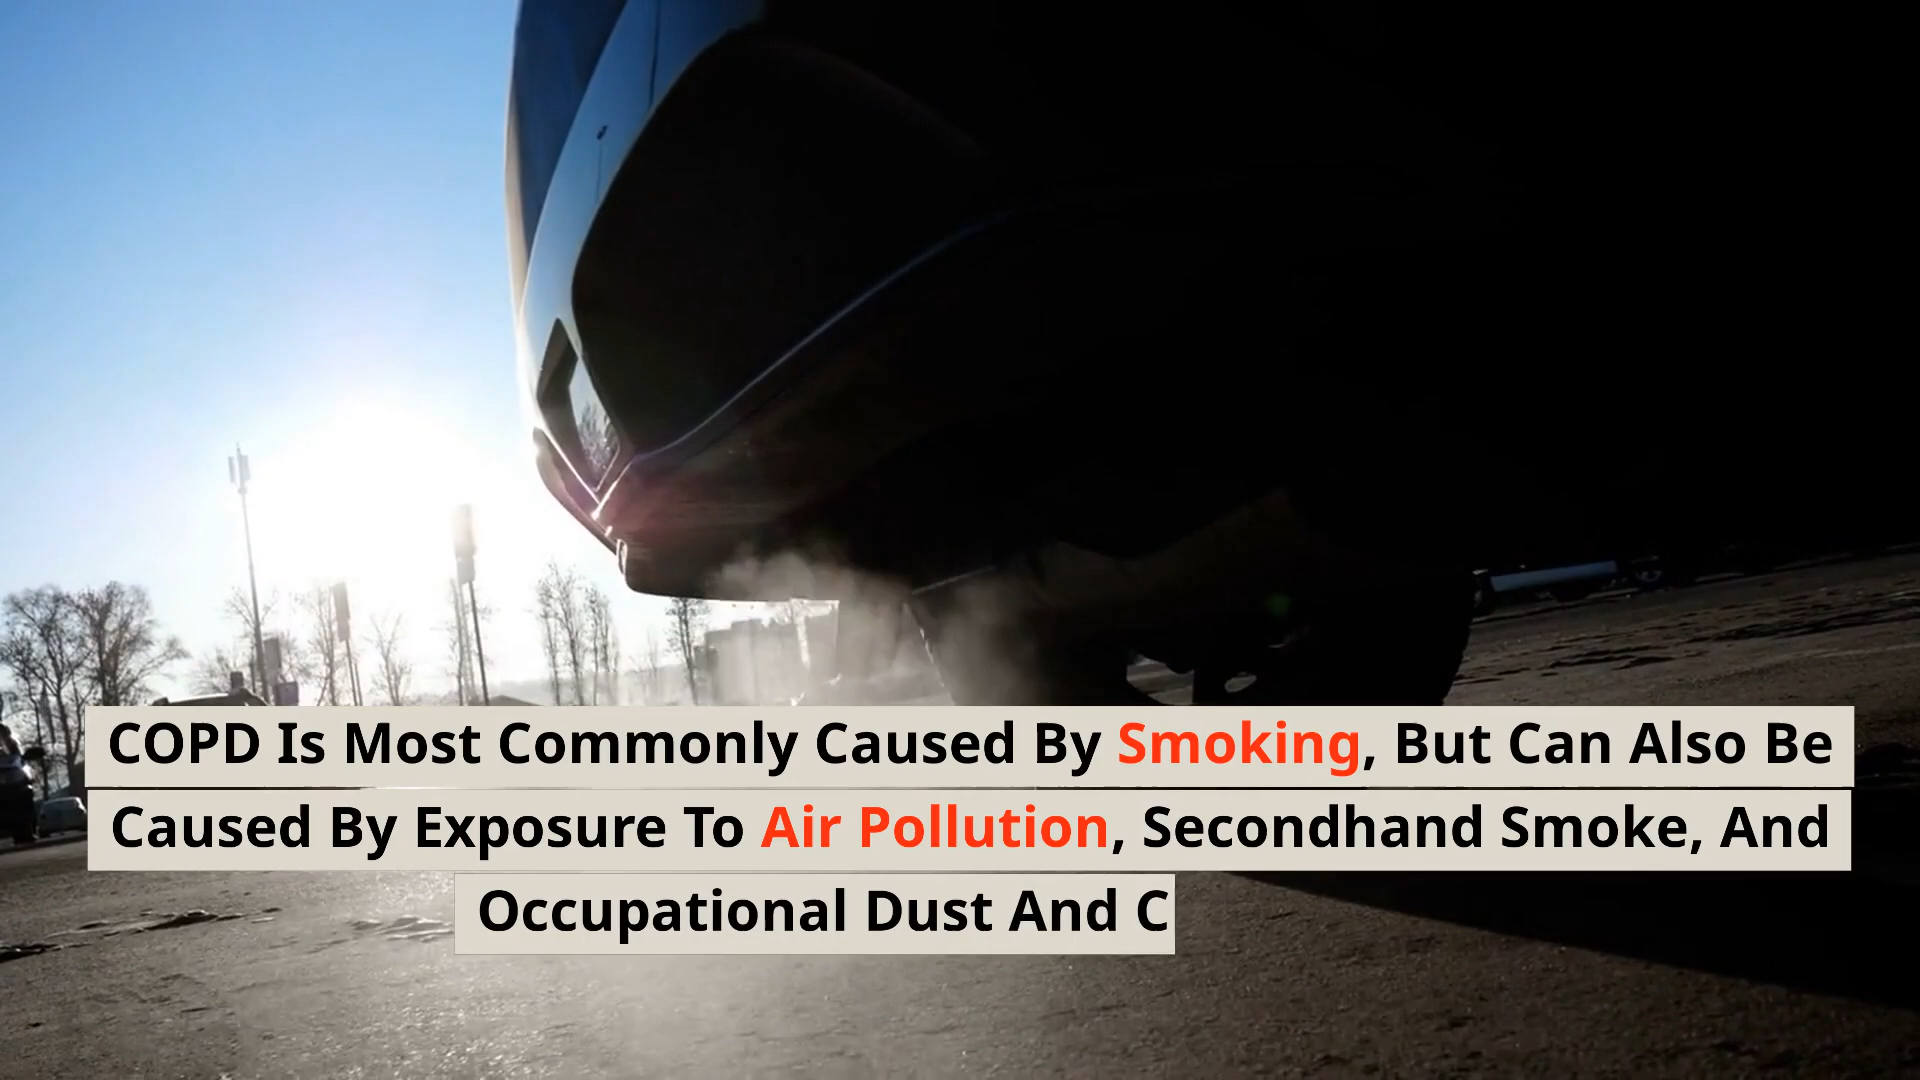 COPD Is Most Commonly Caused By Smoking, But Can Also Be
Caused By Exposure To Air Pollution, Secondhand Smoke, And
Occupational Dust And C